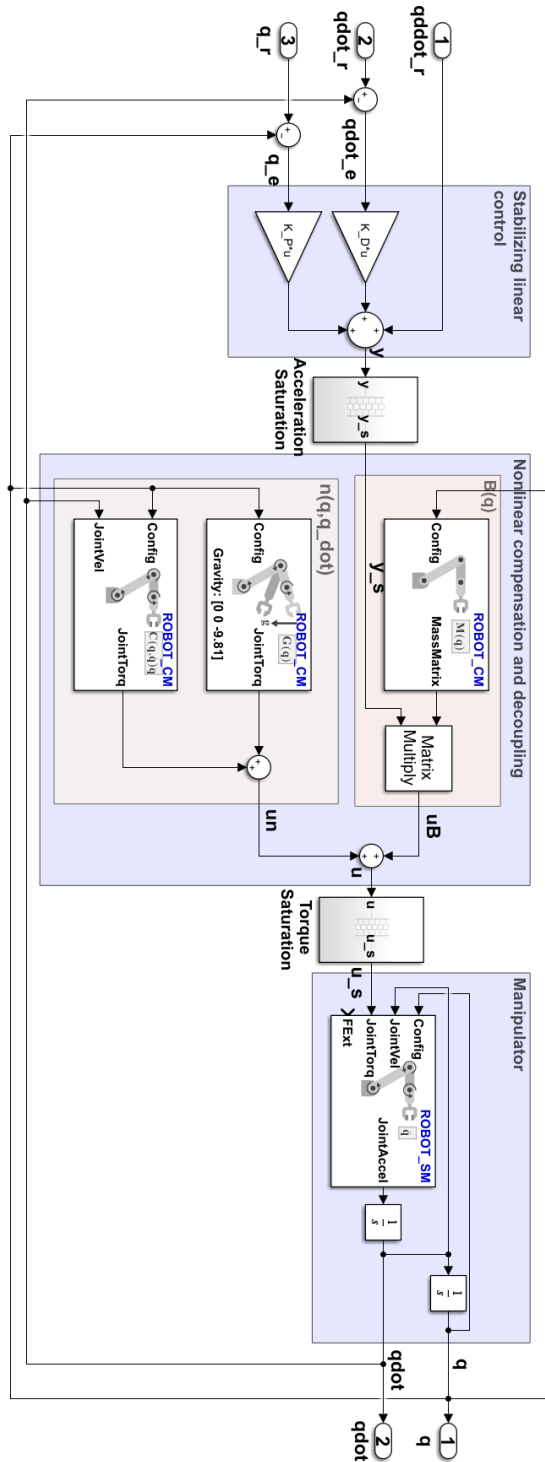 1
qddot_r
2
qdot_r
3
q_r
+
−
+
−
qdot_e
q_e
Stabilizing linear
control
K_D*u
K_P*u
+
+
+
y
y
y_s
Acceleration
Saturation
Nonlinear compensation and decoupling
B(q)
ROBOT_CM
Config
M(q)
MassMatrix
y_s
Matrix
Multiply
uB
n(q,q_dot)
ROBOT_CM
Config
G(q)
g
JointTorq
Gravity: [0 0 -9.81]
ROBOT_CM
Config
JointVel
C(q,q̇)q̇
JointTorq
+
+
un
+
+
u
u
u_s
Torque
Saturation
u_s
Manipulator
ROBOT_SM
Config
JointVel
JointTorq
FExt
q̈
JointAccel
1
s
1
s
q
qdot
1
q
2
qdot